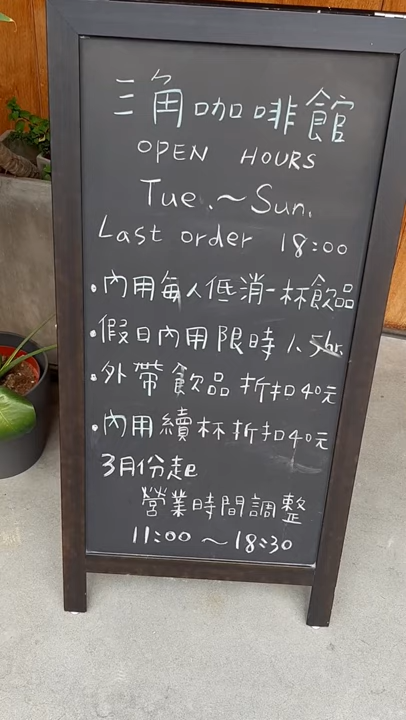 三角咖啡館
OPEN HOURS
Tue.～Sun.
Last order 18:00
•內用每人低消一杯飲品
•假日內用限時1.5hr.
•外帶飲品折扣40元
•內用續杯折扣40元
3月份起
營業時間調整
11:00～18:30